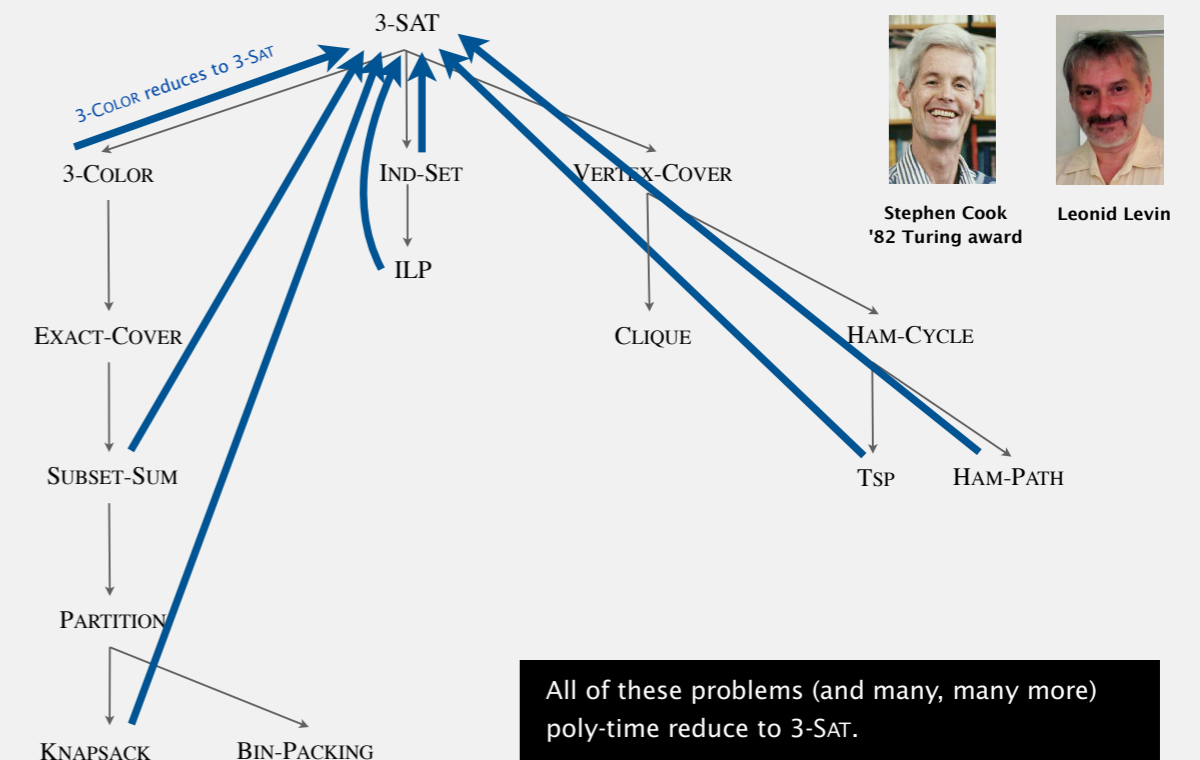 3-SAT
3-COLOR reduces to 3-SAT
3-COLOR
IND-SET
VERTEX-COVER
Stephen Cook
'82 Turing award
Leonid Levin
ILP
EXACT-COVER
CLIQUE
HAM-CYCLE
SUBSET-SUM
TSP
HAM-PATH
PARTITION
All of these problems (and many, many more)
poly-time reduce to 3-SAT.
KNAPSACK
BIN-PACKING